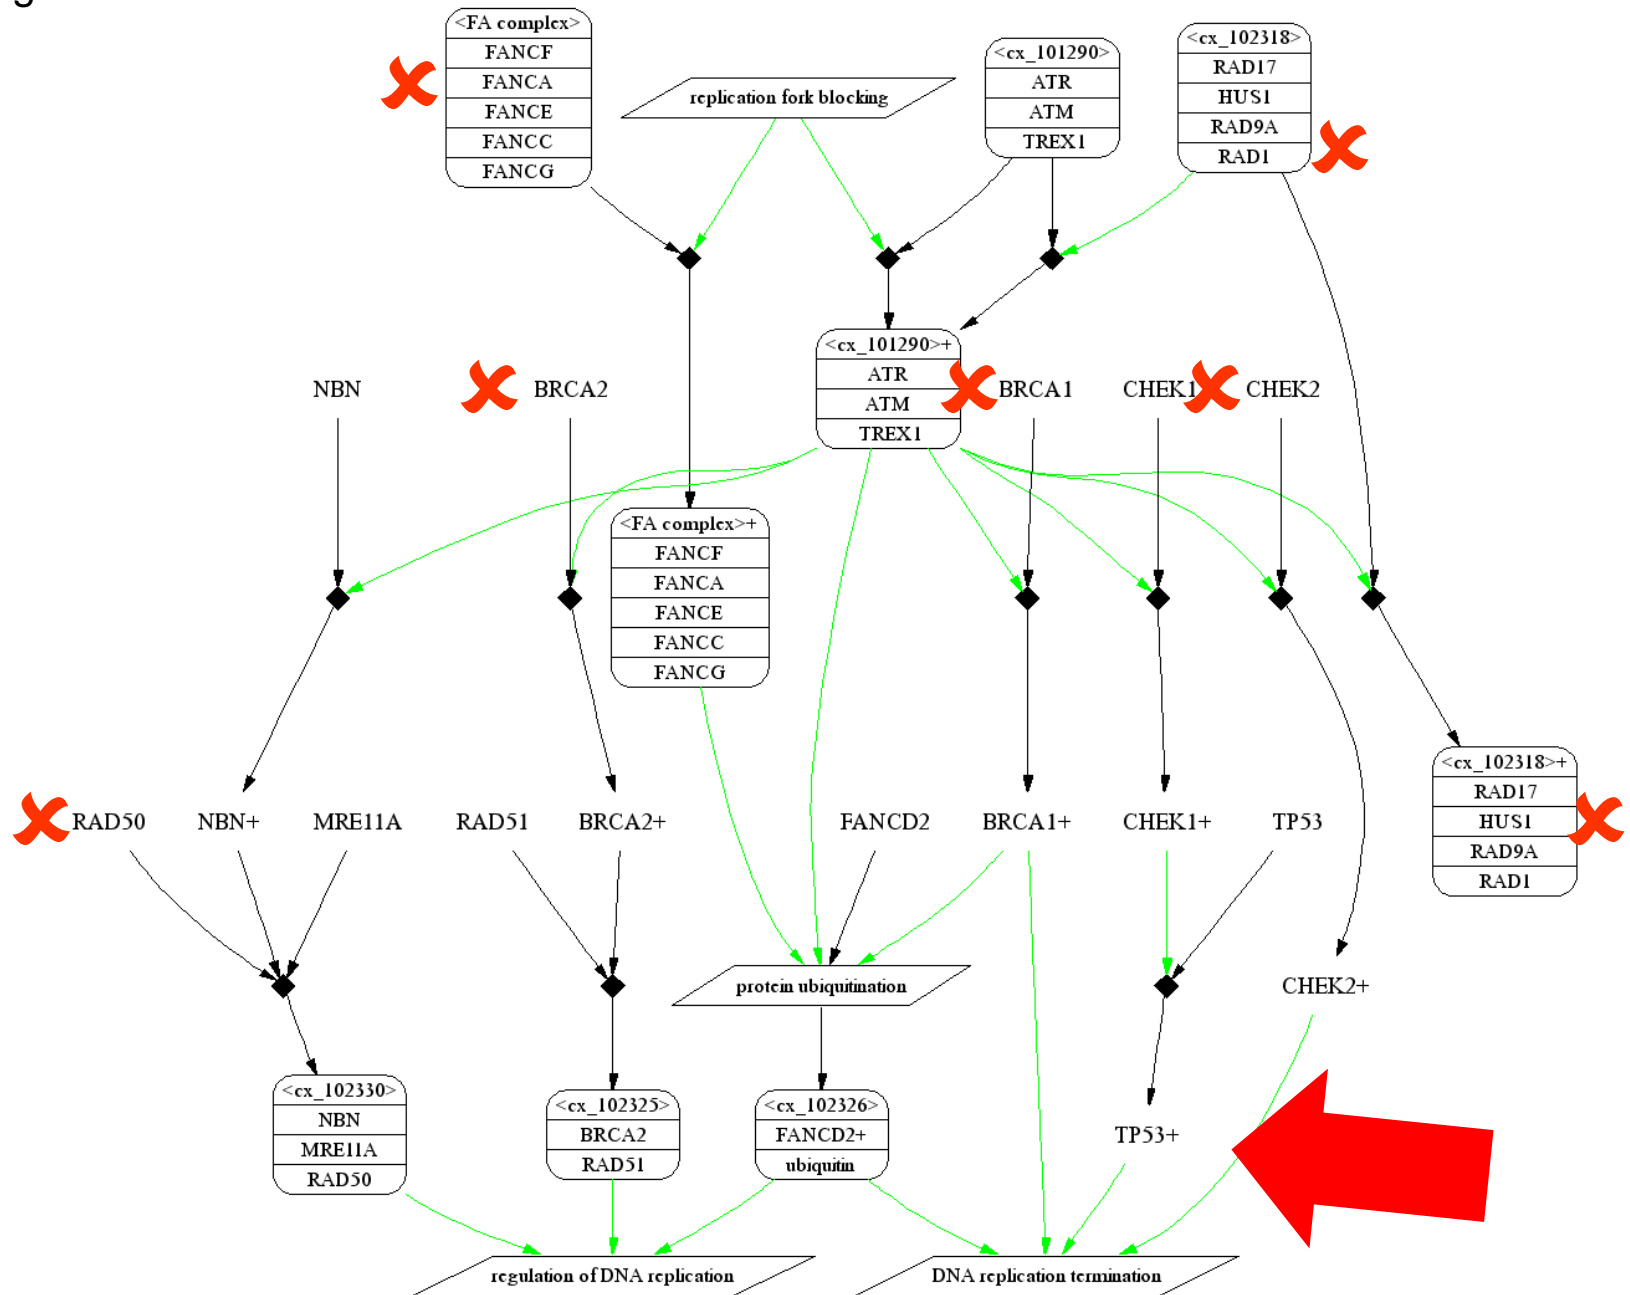 <FA complex>
FANCF
FANCA
FANCE
FANCC
FANCG
replication fork blocking
<cx_101290>
ATR
ATM
TREX1
<cx_102318>
RAD17
HUS1
RAD9A
RAD1
<cx_101290>+
ATR
ATM
TREX1
NBN
BRCA2
BRCA1
CHEK1
CHEK2
<FA complex>+
FANCF
FANCA
FANCE
FANCC
FANCG
<cx_102318>+
RAD17
HUS1
RAD9A
RAD1
RAD50
NBN+
MRE11A
RAD51
BRCA2+
FANCD2
BRCA1+
CHEK1+
TP53
protein ubiquitination
CHEK2+
<cx_102330>
NBN
MRE11A
RAD50
<cx_102325>
BRCA2
RAD51
<cx_102326>
FANCD2+
ubiquitin
TP53+
regulation of DNA replication
DNA replication termination